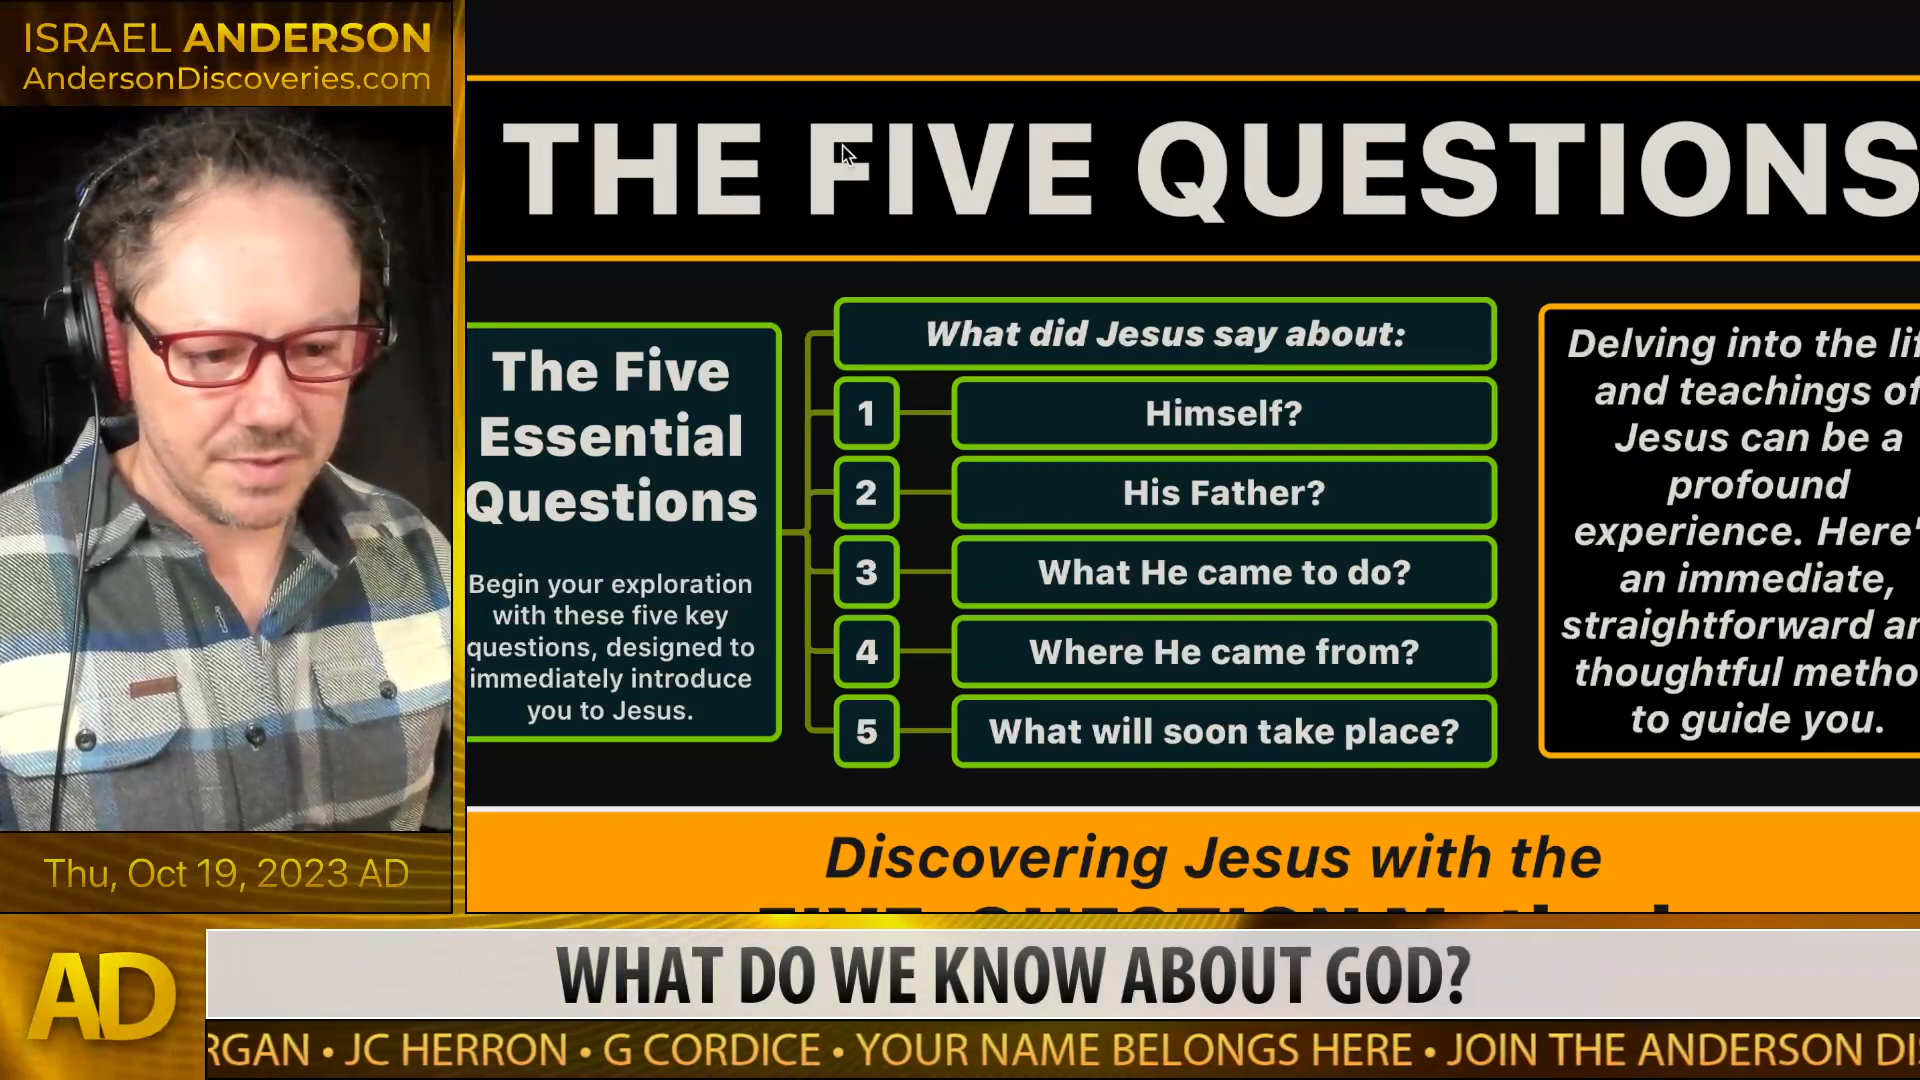 ISRAEL ANDERSON
AndersonDiscoveries.com
THE FIVE QUESTIONS
The Five
Essential
Questions
Begin your exploration
with these five key
questions, designed to
immediately introduce
you to Jesus.
What did Jesus say about:
1 Himself?
2 His Father?
3 What He came to do?
4 Where He came from?
5 What will soon take place?
Delving into the lif
and teachings of
Jesus can be a
profound
experience. Here'
an immediate,
straightforward an
thoughtful metho
to guide you.
Discovering Jesus with the
Thu, Oct 19, 2023 AD
AD
WHAT DO WE KNOW ABOUT GOD?
RGAN • JC HERRON • G CORDICE • YOUR NAME BELONGS HERE • JOIN THE ANDERSON DI